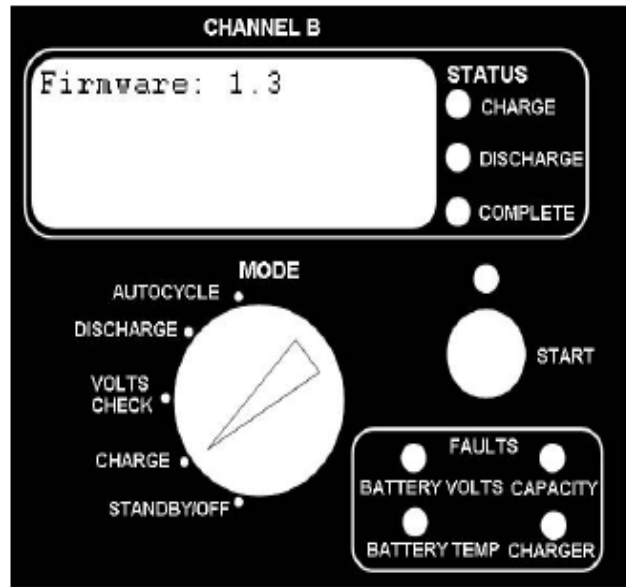 CHANNEL B
Firmware: 1.3
STATUS
CHARGE
DISCHARGE
COMPLETE
MODE
AUTOCYCLE
DISCHARGE
VOLTS
CHECK
CHARGE
STANDBY/OFF
START
FAULTS
BATTERY VOLTS CAPACITY
BATTERY TEMP CHARGER